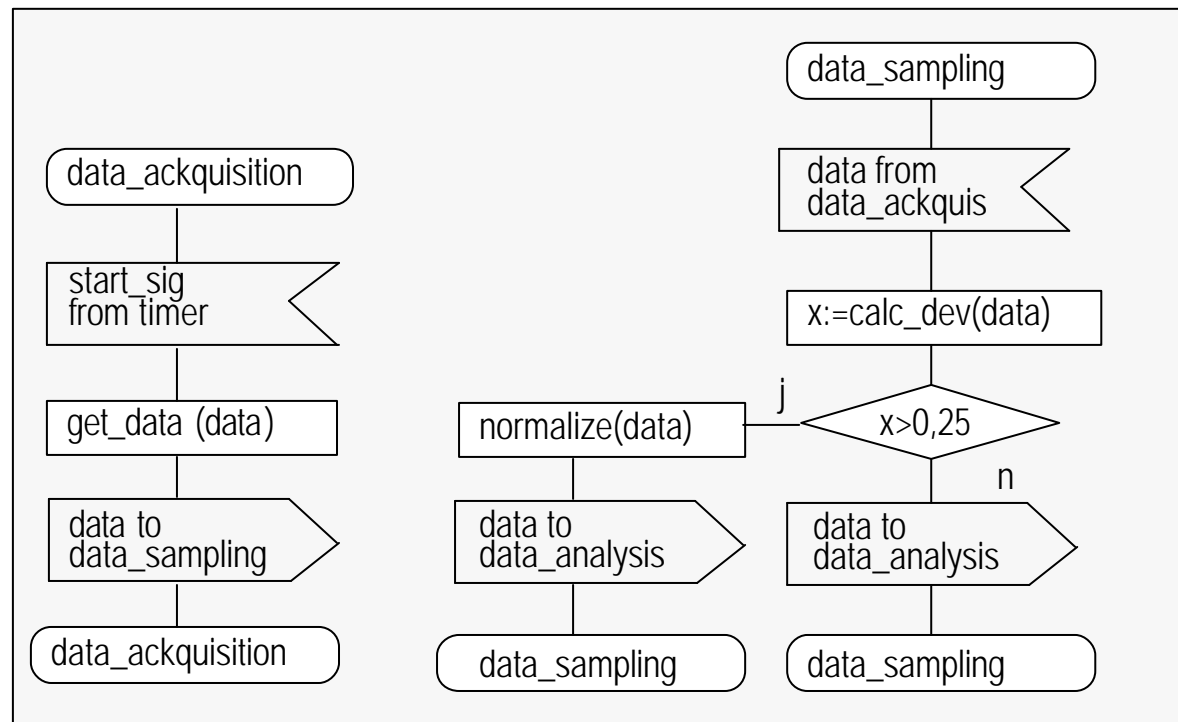 data_ackquisition
start_sig
from timer
get_data (data)
data to
data_sampling
data_ackquisition
data_sampling
data from
data_ackquis
x:=calc_dev(data)
x>0,25
j
n
normalize(data)
data to
data_analysis
data_sampling
data to
data_analysis
data_sampling